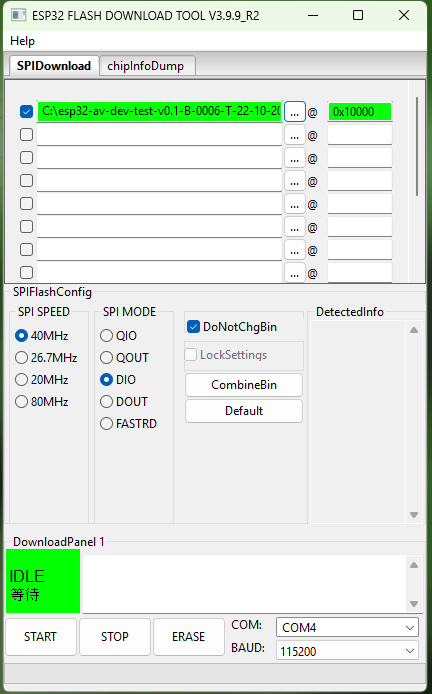 ESP32 FLASH DOWNLOAD TOOL V3.9.9_R2
Help
SPIDownload chipInfoDump
C:\esp32-av-dev-test-v0.1-B-0006-T-22-10-20 ... @ 0x10000
... @
... @
... @
... @
... @
... @
... @
SPIFlashConfig
SPI SPEED
40MHz
26.7MHz
20MHz
80MHz
SPI MODE
QIO
QOUT
DIO
DOUT
FASTRD
DoNotChgBin
LockSettings
CombineBin
Default
DetectedInfo
DownloadPanel 1
IDLE
等待
START STOP ERASE
COM: COM4
BAUD: 115200